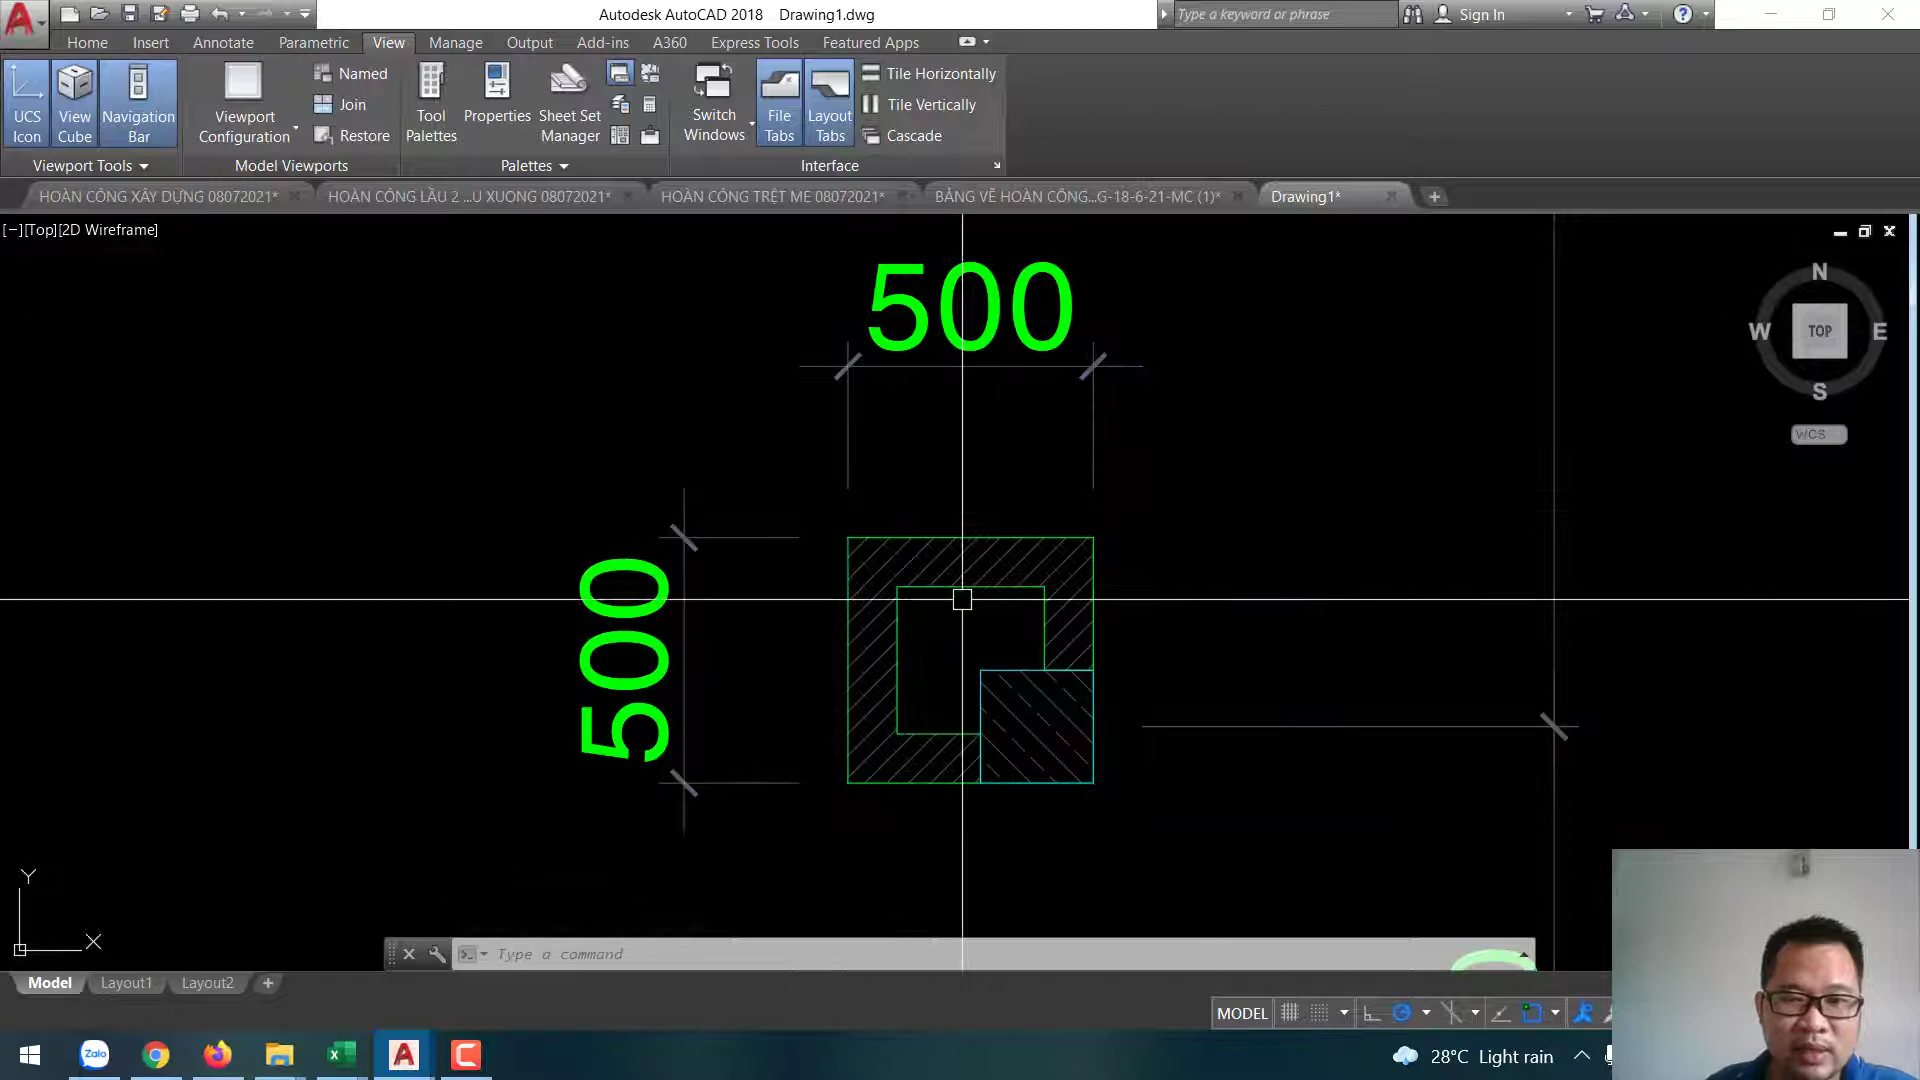 Autodesk AutoCAD 2018 Drawing1.dwg
Type a keyword or phrase
Sign In
Home Insert Annotate Parametric View Manage Output Add-ins A360 Express Tools Featured Apps
UCS Icon
View Cube
Navigation Bar
Viewport Configuration
Named
Join
Restore
Tool Palettes
Properties
Sheet Set Manager
Switch Windows
File Tabs
Layout Tabs
Tile Horizontally
Tile Vertically
Cascade
Viewport Tools
Model Viewports
Palettes
Interface
HOÀN CÔNG XÂY DỰNG 08072021*
HOÀN CÔNG LẦU 2 ...U XUONG 08072021*
HOÀN CÔNG TRỆT ME 08072021*
BẢNG VẼ HOÀN CÔNG...G-18-6-21-MC (1)*
Drawing1*
[−][Top][2D Wireframe]
N
W
TOP
E
S
WCS
500
500
Y
X
Type a command
Model Layout1 Layout2
MODEL
Zalo
28°C Light rain